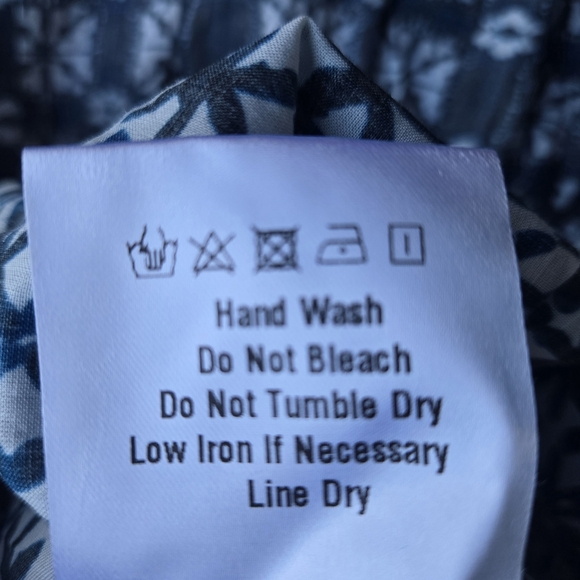 Hand Wash
Do Not Bleach
Do Not Tumble Dry
Low Iron If Necessary
Line Dry